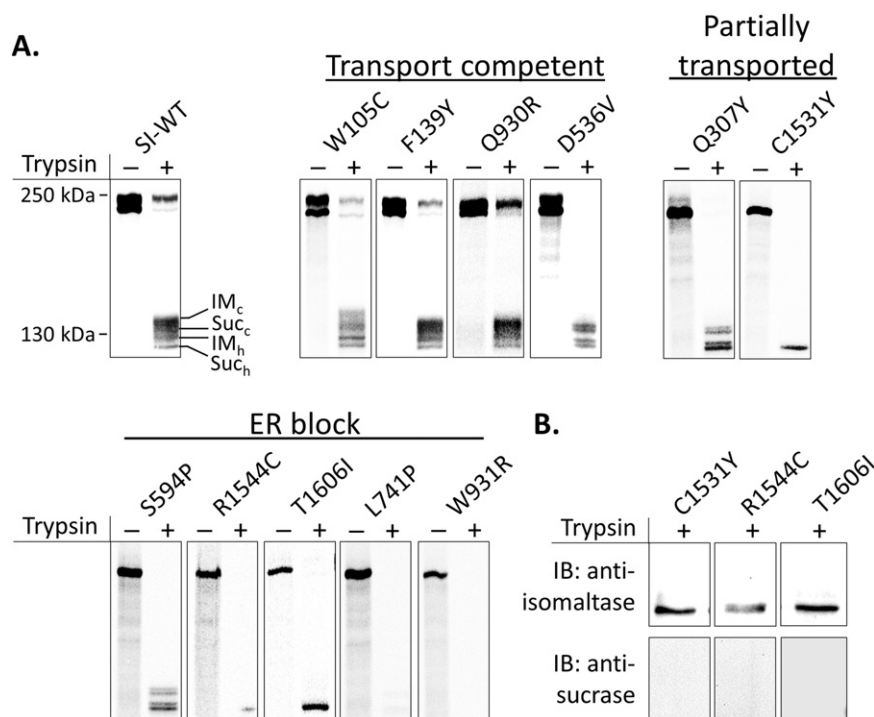 A.
Transport competent
Partially
transported
SI-WT
W105C
F139Y
Q930R
D536V
Q307Y
C1531Y
Trypsin − + − + − + − + − + − + − +
250 kDa
130 kDa
IMc
Succ
IMh
Such
ER block
S594P
R1544C
T1606I
L741P
W931R
Trypsin − + − + − + − + − +
B.
C1531Y
R1544C
T1606I
Trypsin + + +
IB: anti-
isomaltase
IB: anti-
sucrase